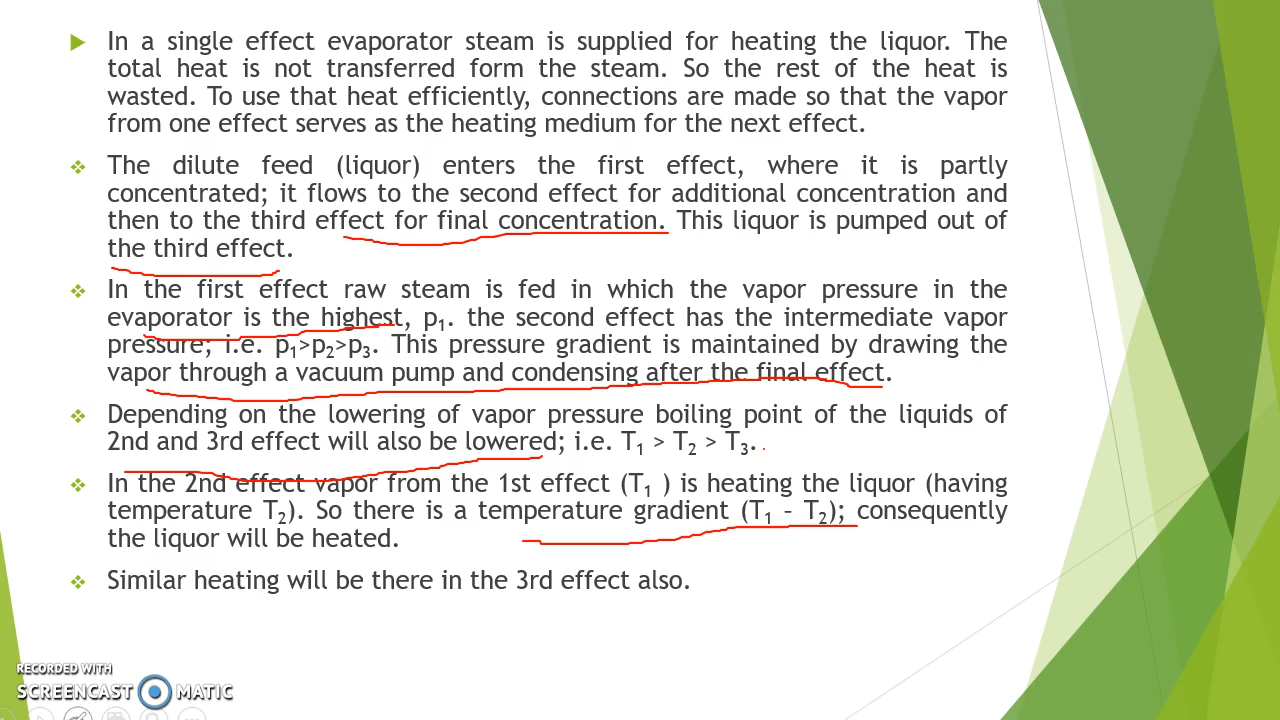 In a single effect evaporator steam is supplied for heating the liquor. The
total heat is not transferred form the steam. So the rest of the heat is
wasted. To use that heat efficiently, connections are made so that the vapor
from one effect serves as the heating medium for the next effect.
The dilute feed (liquor) enters the first effect, where it is partly
concentrated; it flows to the second effect for additional concentration and
then to the third effect for final concentration. This liquor is pumped out of
the third effect.
In the first effect raw steam is fed in which the vapor pressure in the
evaporator is the highest, p₁. the second effect has the intermediate vapor
pressure; i.e. p₁>p₂>p₃. This pressure gradient is maintained by drawing the
vapor through a vacuum pump and condensing after the final effect.
Depending on the lowering of vapor pressure boiling point of the liquids of
2nd and 3rd effect will also be lowered; i.e. T₁ > T₂ > T₃.
In the 2nd effect vapor from the 1st effect (T₁ ) is heating the liquor (having
temperature T₂). So there is a temperature gradient (T₁ – T₂); consequently
the liquor will be heated.
Similar heating will be there in the 3rd effect also.
RECORDED WITH
SCREENCAST MATIC